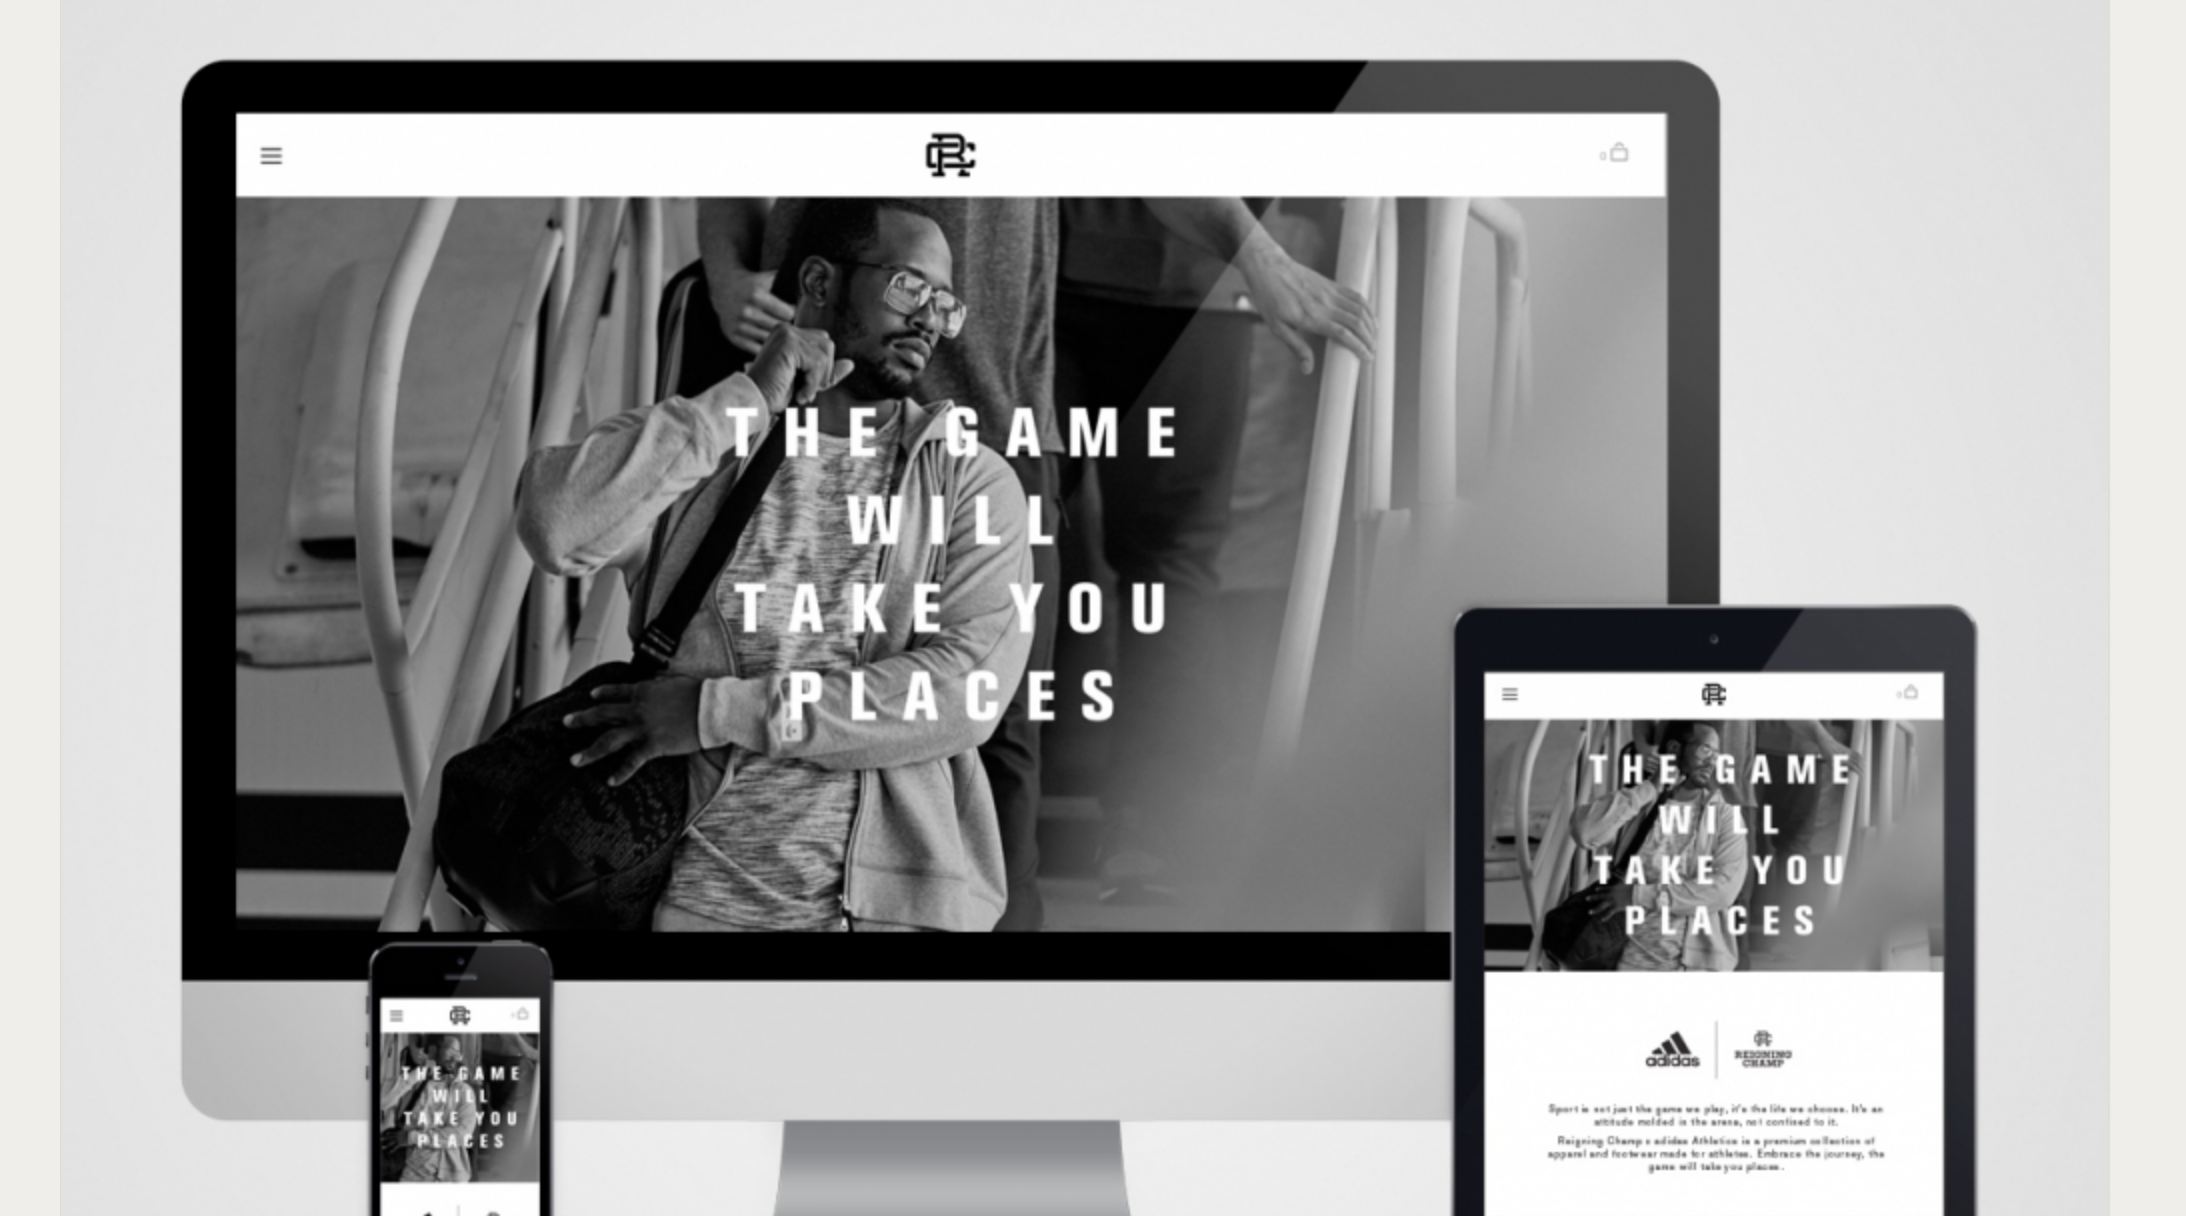 0
THE GAME
WILL
TAKE YOU
PLACES
0
THE GAME
WILL
TAKE YOU
PLACES
adidas
REIGNING
CHAMP
Sport is not just the game we play, it's the life we choose. It's an
attitude molded in the arena, not confined to it.
Reigning Champ x adidas Athletics is a premium collection of
apparel and footwear made for athletes. Embrace the journey, the
game will take you places.
THE GAME
WILL
TAKE YOU
PLACES